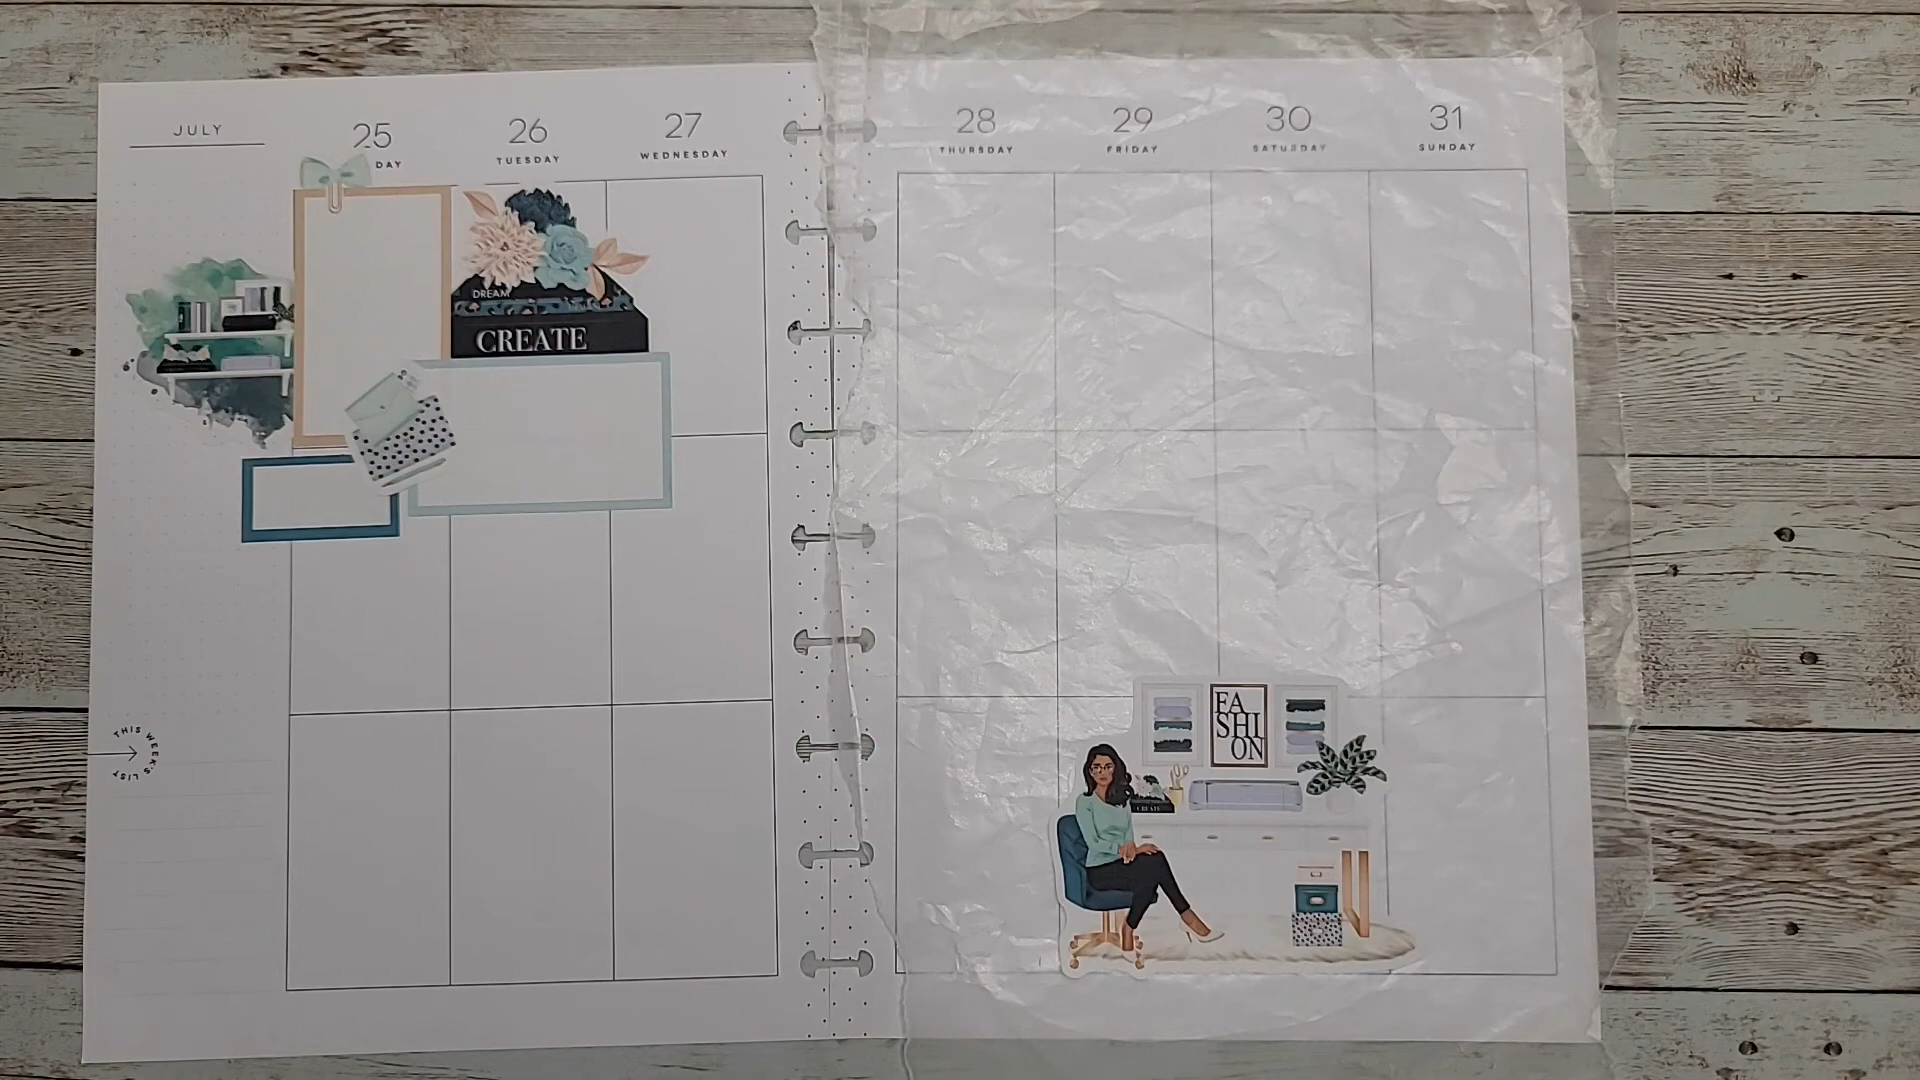 JULY
25
DAY
26
TUESDAY
27
WEDNESDAY
28
THURSDAY
29
FRIDAY
30
SATURDAY
31
SUNDAY
DREAM
CREATE
THIS WEEK'S LIST
FA
SHI
ON
CREATE